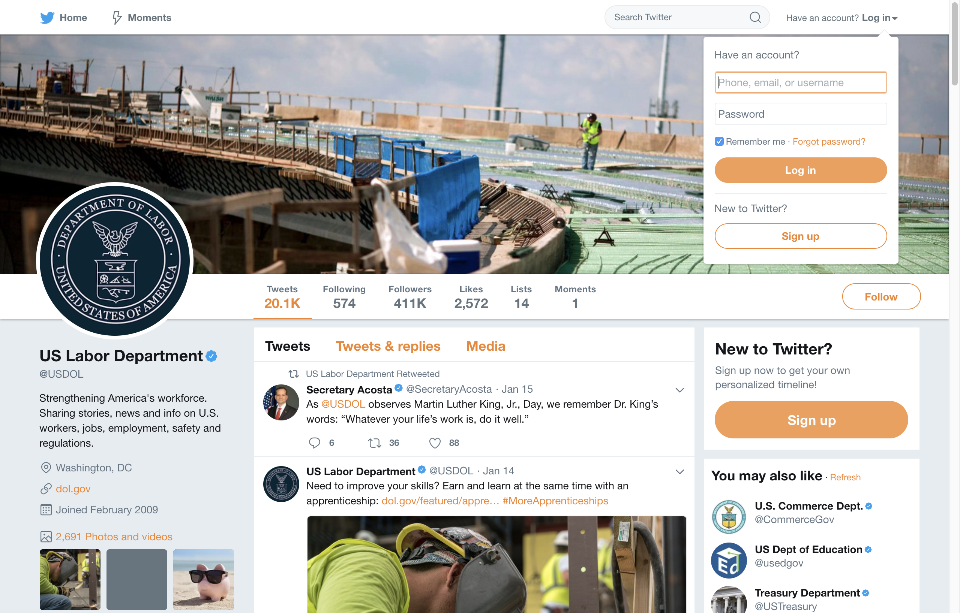 Home
Moments
Search Twitter
Have an account? Log in
Have an account?
Phone, email, or username
Password
Remember me · Forgot password?
Log in
New to Twitter?
Sign up
DEPARTMENT OF LABOR
UNITED STATES OF AMERICA
Tweets
20.1K
Following
574
Followers
411K
Likes
2,572
Lists
14
Moments
1
Follow
US Labor Department
@USDOL
Strengthening America's workforce.
Sharing stories, news and info on U.S.
workers, jobs, employment, safety and
regulations.
Washington, DC
dol.gov
Joined February 2009
2,691 Photos and videos
Tweets
Tweets & replies
Media
US Labor Department Retweeted
Secretary Acosta @SecretaryAcosta · Jan 15
As @USDOL observes Martin Luther King, Jr., Day, we remember Dr. King's
words: “Whatever your life's work is, do it well.”
6
36
88
US Labor Department @USDOL · Jan 14
Need to improve your skills? Earn and learn at the same time with an
apprenticeship: dol.gov/featured/appre… #MoreApprenticeships
New to Twitter?
Sign up now to get your own
personalized timeline!
Sign up
You may also like · Refresh
U.S. Commerce Dept.
@CommerceGov
US Dept of Education
@usedgov
Ed
Treasury Department
@USTreasury